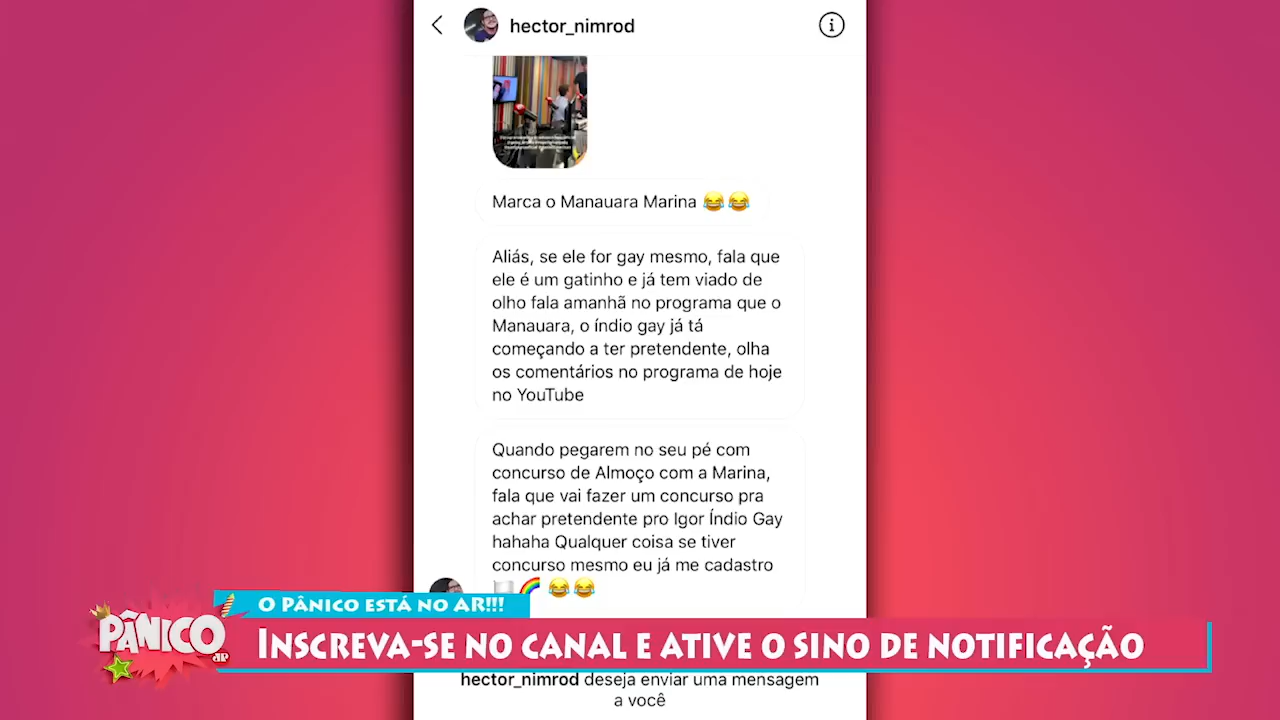 hector_nimrod
Marca o Manauara Marina 😂😂
Aliás, se ele for gay mesmo, fala que
ele é um gatinho e já tem viado de
olho fala amanhã no programa que o
Manauara, o índio gay já tá
começando a ter pretendente, olha
os comentários no programa de hoje
no YouTube
Quando pegarem no seu pé com
concurso de Almoço com a Marina,
fala que vai fazer um concurso pra
achar pretendente pro Igor Índio Gay
hahaha Qualquer coisa se tiver
concurso mesmo eu já me cadastro
🏳️‍🌈 😂😂
O PÂNICO ESTÁ NO AR!!!
PÂNICO
JP
INSCREVA-SE NO CANAL E ATIVE O SINO DE NOTIFICAÇÃO
hector_nimrod deseja enviar uma mensagem
a você